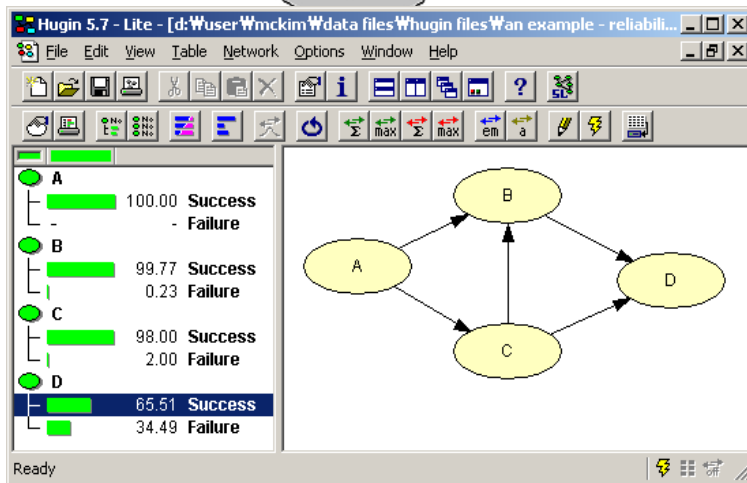 Hugin 5.7 - Lite - [d:₩user₩mckim₩data files₩hugin files₩an example - reliabili...
File Edit View Table Network Options Window Help
A
100.00 Success
- - Failure
B
99.77 Success
0.23 Failure
C
98.00 Success
2.00 Failure
D
65.51 Success
34.49 Failure
A
B
C
D
Σ max Σ max em a
Ready